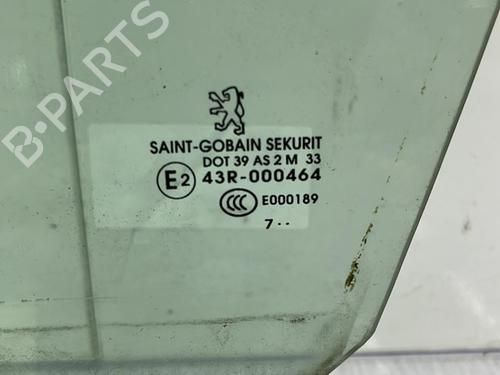 B-PARTS
SAINT-GOBAIN SEKURIT
DOT 39 AS 2 M 33
E2 43R-000464
CCC E000189
7··